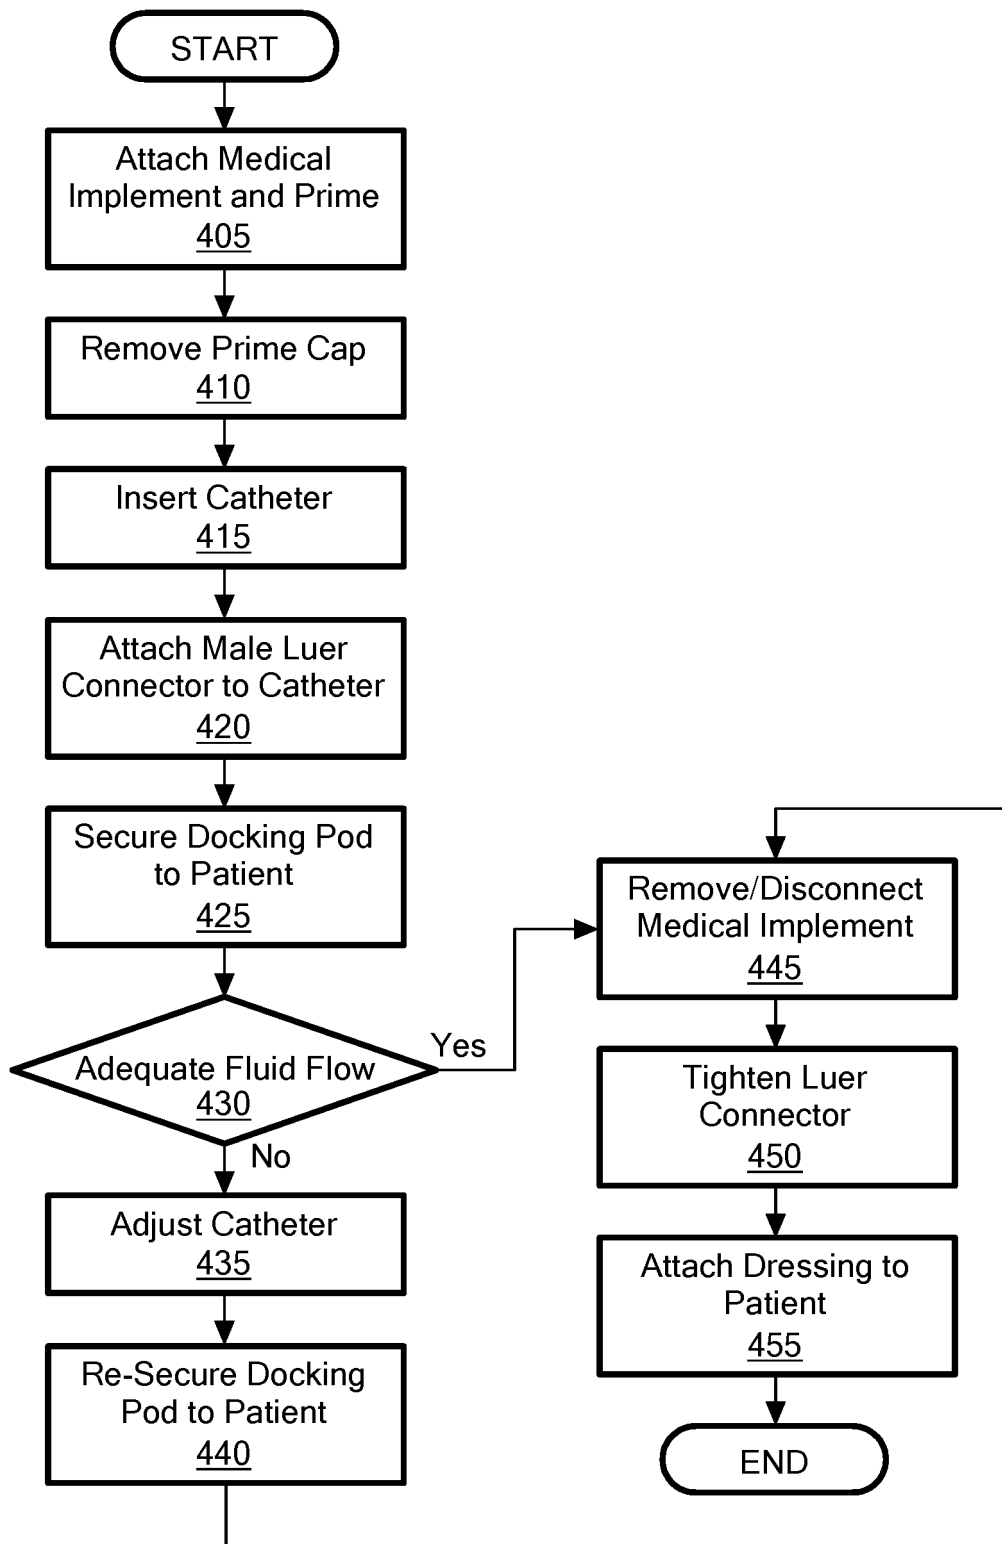 START
Attach Medical
Implement and Prime
405
Remove Prime Cap
410
Insert Catheter
415
Attach Male Luer
Connector to Catheter
420
Secure Docking Pod
to Patient
425
Adequate Fluid Flow
430
Yes
No
Adjust Catheter
435
Re-Secure Docking
Pod to Patient
440
Remove/Disconnect
Medical Implement
445
Tighten Luer
Connector
450
Attach Dressing to
Patient
455
END